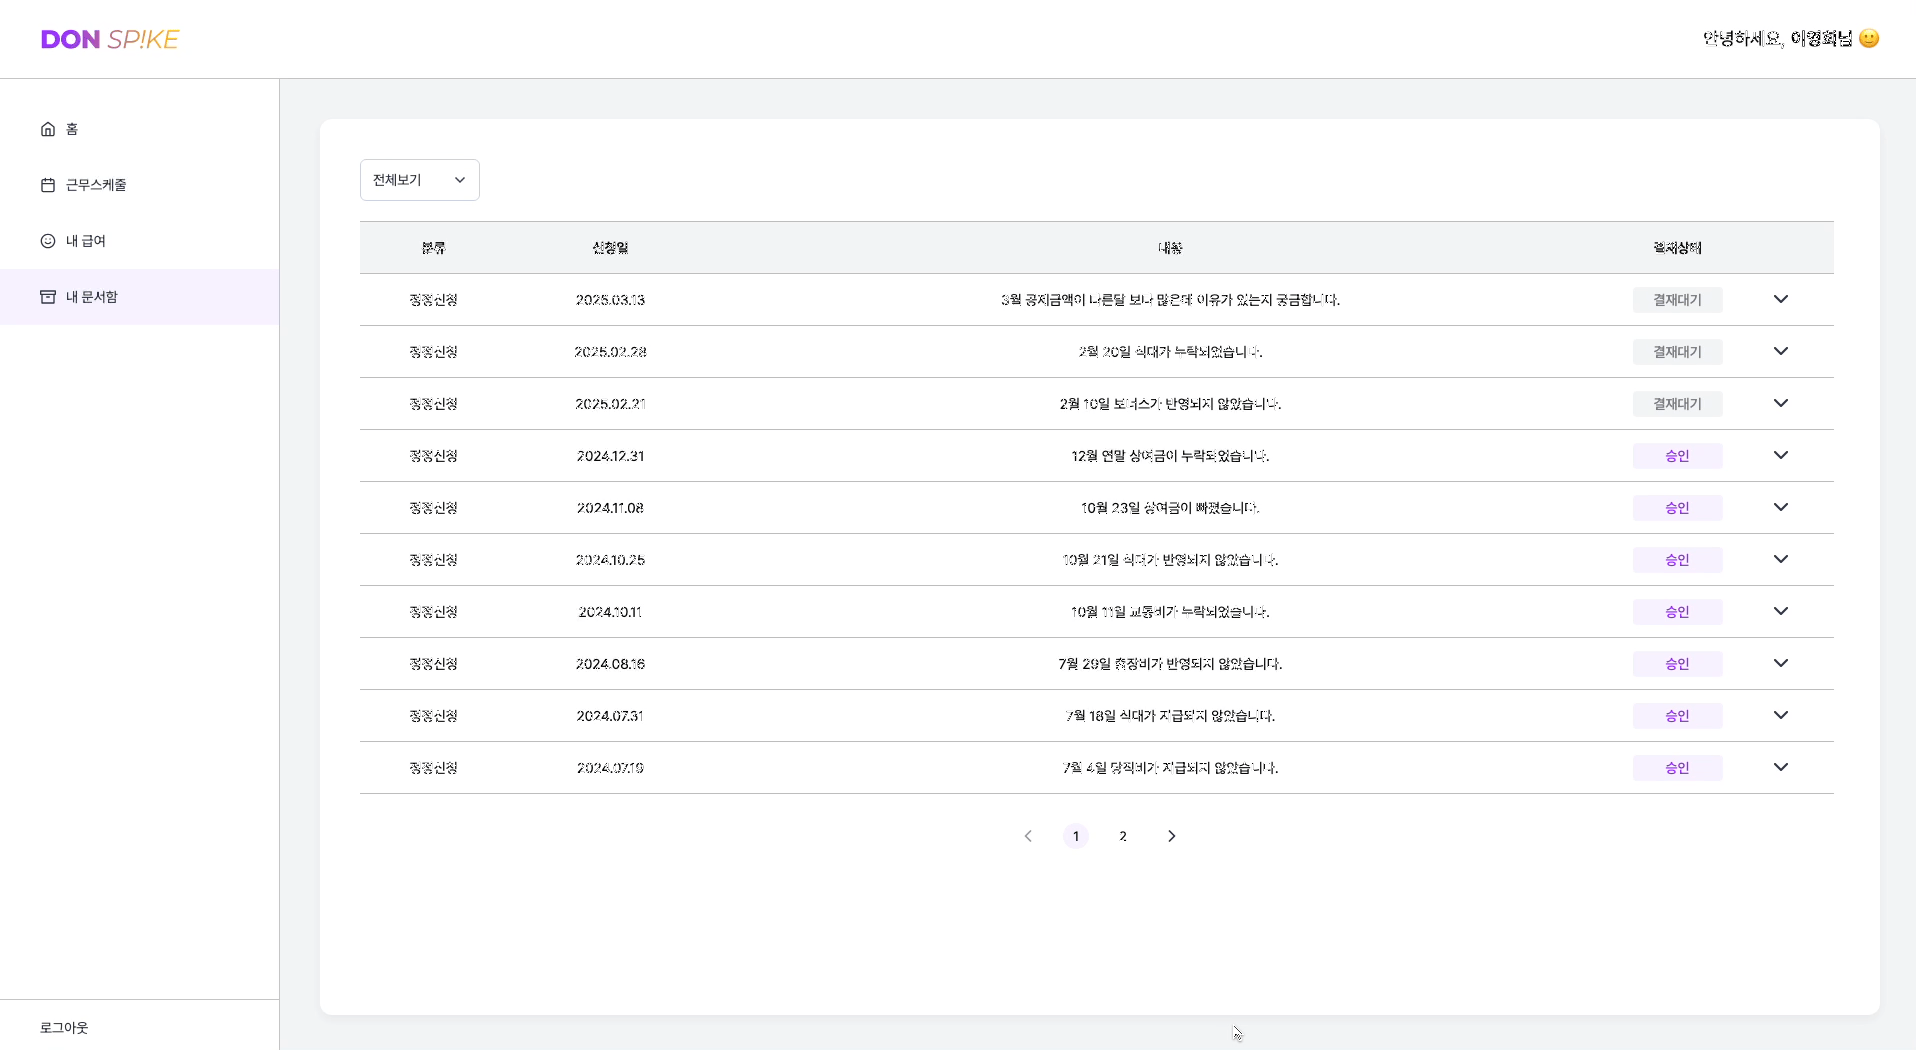 DON SP!KE
안녕하세요, 이영희님 🙂
홈
근무스케줄
내 급여
내 문서함
로그아웃
전체보기
분류 신청일 내용 결재상태
정정신청 2025.03.13 3월 공제금액이 다른달 보다 많은데 이유가 있는지 궁금합니다. 결재대기
정정신청 2025.02.28 2월 20일 식대가 누락되었습니다. 결재대기
정정신청 2025.02.21 2월 10일 보너스가 반영되지 않았습니다. 결재대기
정정신청 2024.12.31 12월 연말 상여금이 누락되었습니다. 승인
정정신청 2024.11.08 10월 23일 상여금이 빠졌습니다. 승인
정정신청 2024.10.25 10월 21일 식대가 반영되지 않았습니다. 승인
정정신청 2024.10.11 10월 11일 교통비가 누락되었습니다. 승인
정정신청 2024.08.16 7월 29일 출장비가 반영되지 않았습니다. 승인
정정신청 2024.07.31 7월 18일 식대가 지급되지 않았습니다. 승인
정정신청 2024.07.19 7월 4일 당직비가 지급되지 않았습니다. 승인
1 2